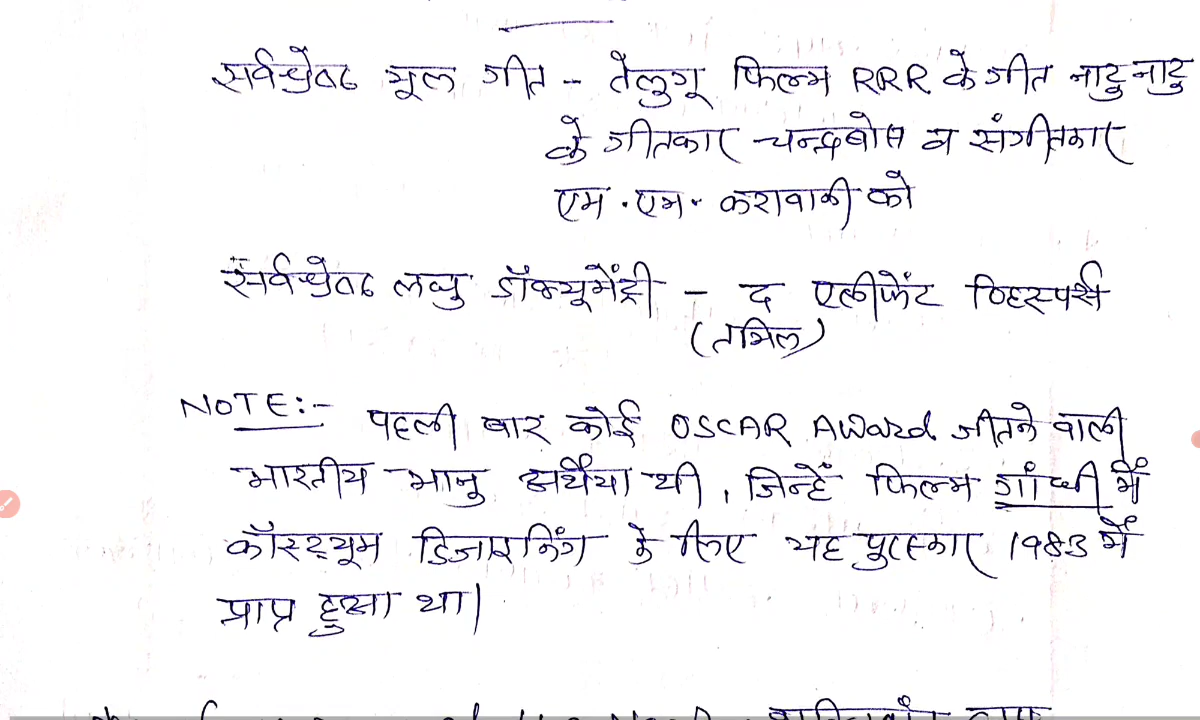 सर्वश्रेष्ठ मूल गीत - तेलुगू फिल्म RRR के गीत नाटु नाटु
के गीतकार चन्द्रबोस व संगीतकार
एम. एम. करावाकी को
सर्वश्रेष्ठ लघु डॉक्यूमेंट्री - द एलीफेंट व्हिस्पर्स
(तमिल)
NOTE:- पहली बार कोई OSCAR AWard जीतने वाली
भारतीय भानु अथैया थी, जिन्हें फिल्म गांधी में
कॉस्ट्यूम डिजाइनिंग के लिए यह पुरस्कार 1983 में
प्राप्त हुआ था।